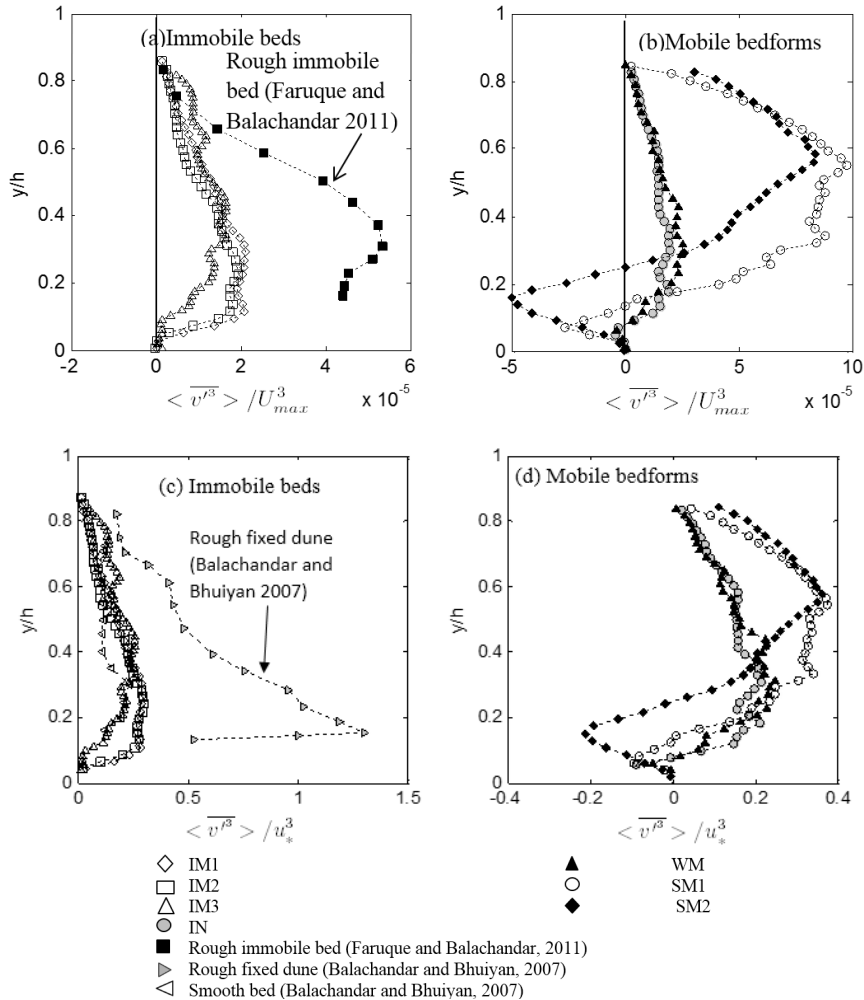 (a)Immobile beds
Rough immobile
bed (Faruque and
Balachandar 2011)
1
0.8
0.6
0.4
0.2
0
y/h
-2 0 2 4 6
< v'³ > /U³max x 10 -5
(b)Mobile bedforms
1
0.8
0.6
0.4
0.2
0
y/h
-5 0 5 10
< v'³ > /U³max x 10 -5
(c) Immobile beds
Rough fixed dune
(Balachandar and
Bhuiyan 2007)
1
0.8
0.6
0.4
0.2
0
y/h
0 0.5 1 1.5
< v'³ > /u³*
(d) Mobile bedforms
1
0.8
0.6
0.4
0.2
0
y/h
-0.4 -0.2 0 0.2 0.4
< v'³ > /u³*
IM1
IM2
IM3
IN
Rough immobile bed (Faruque and Balachandar, 2011)
Rough fixed dune (Balachandar and Bhuiyan, 2007)
Smooth bed (Balachandar and Bhuiyan, 2007)
WM
SM1
SM2